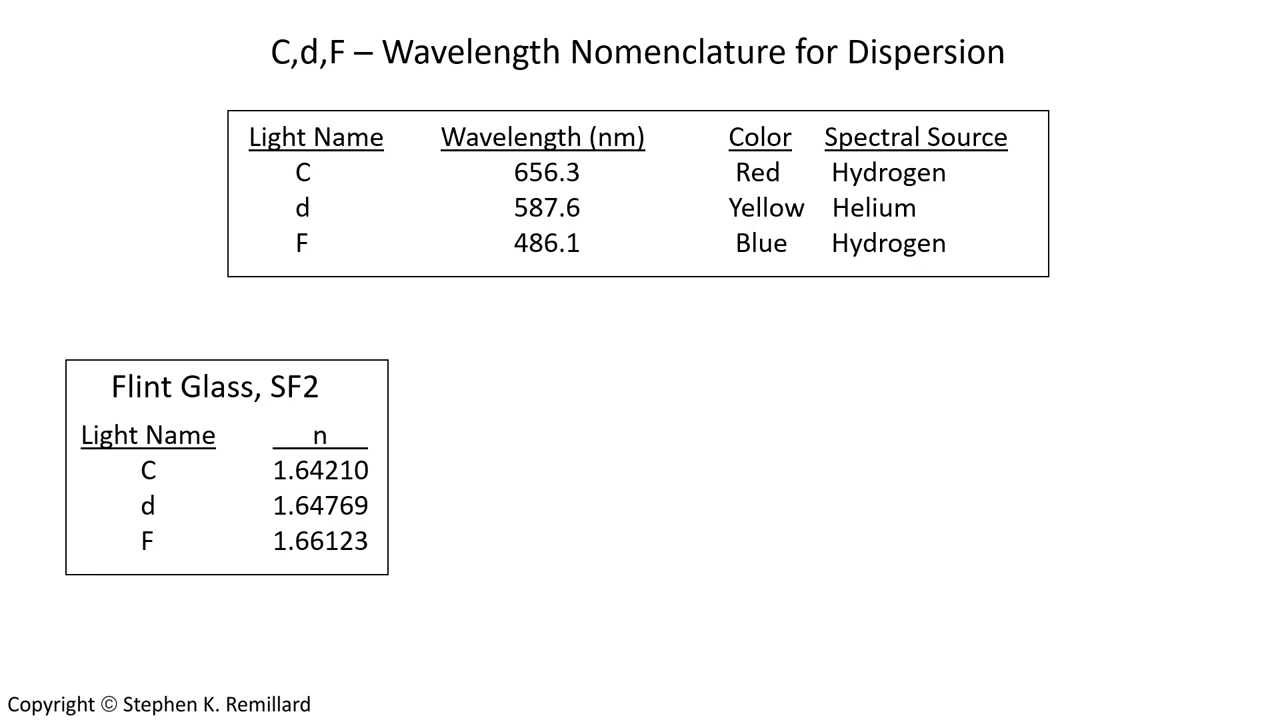 C,d,F – Wavelength Nomenclature for Dispersion
Light Name Wavelength (nm) Color Spectral Source
C 656.3 Red Hydrogen
d 587.6 Yellow Helium
F 486.1 Blue Hydrogen
Flint Glass, SF2
Light Name n
C 1.64210
d 1.64769
F 1.66123
Copyright © Stephen K. Remillard